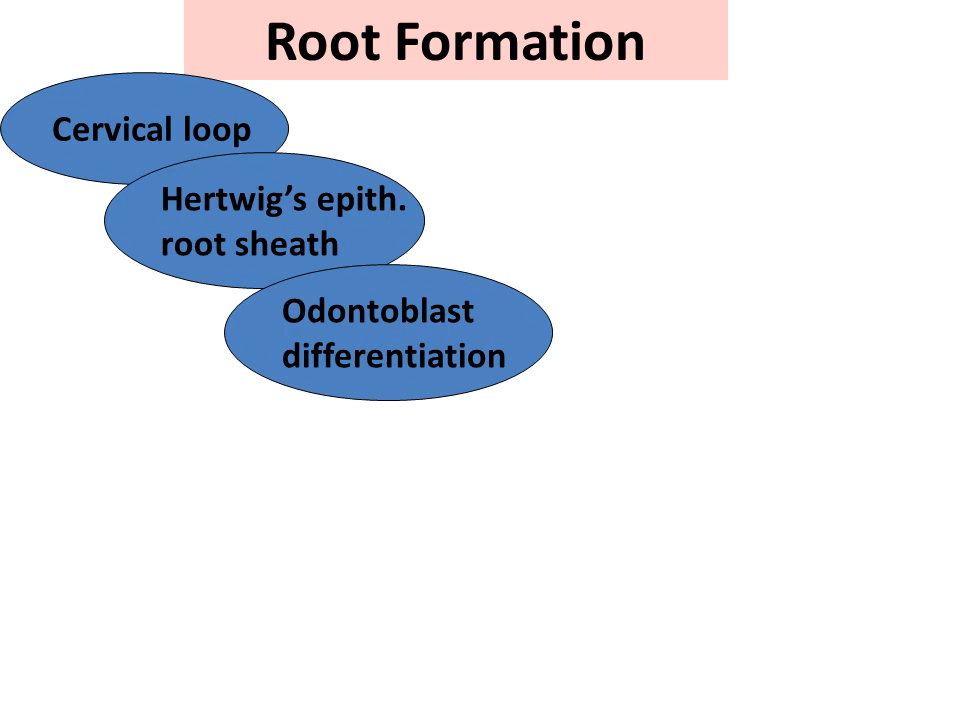 Root Formation
Cervical loop
Hertwig’s epith.
root sheath
Odontoblast
differentiation